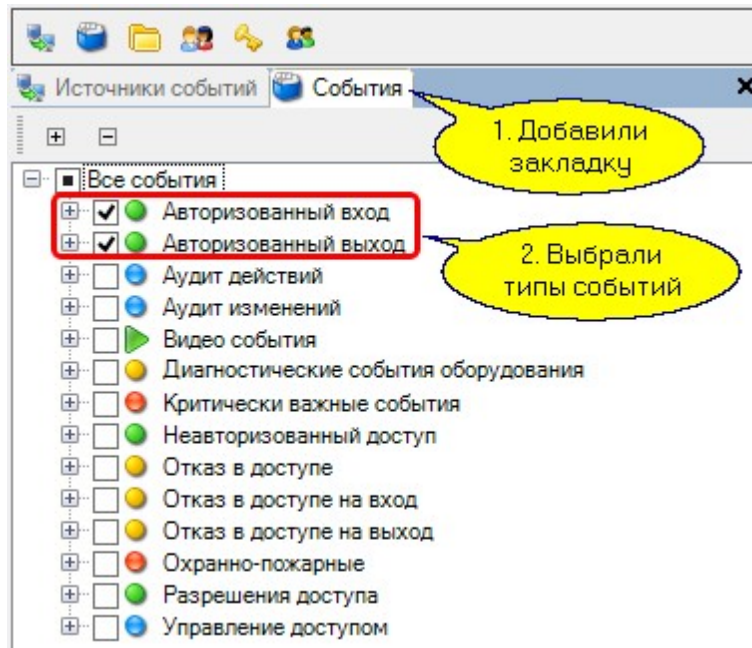 Источники событий
События
1. Добавили
закладку
Все события
Авторизованный вход
Авторизованный выход
2. Выбрали
типы событий
Аудит действий
Аудит изменений
Видео события
Диагностические события оборудования
Критически важные события
Неавторизованный доступ
Отказ в доступе
Отказ в доступе на вход
Отказ в доступе на выход
Охранно-пожарные
Разрешения доступа
Управление доступом